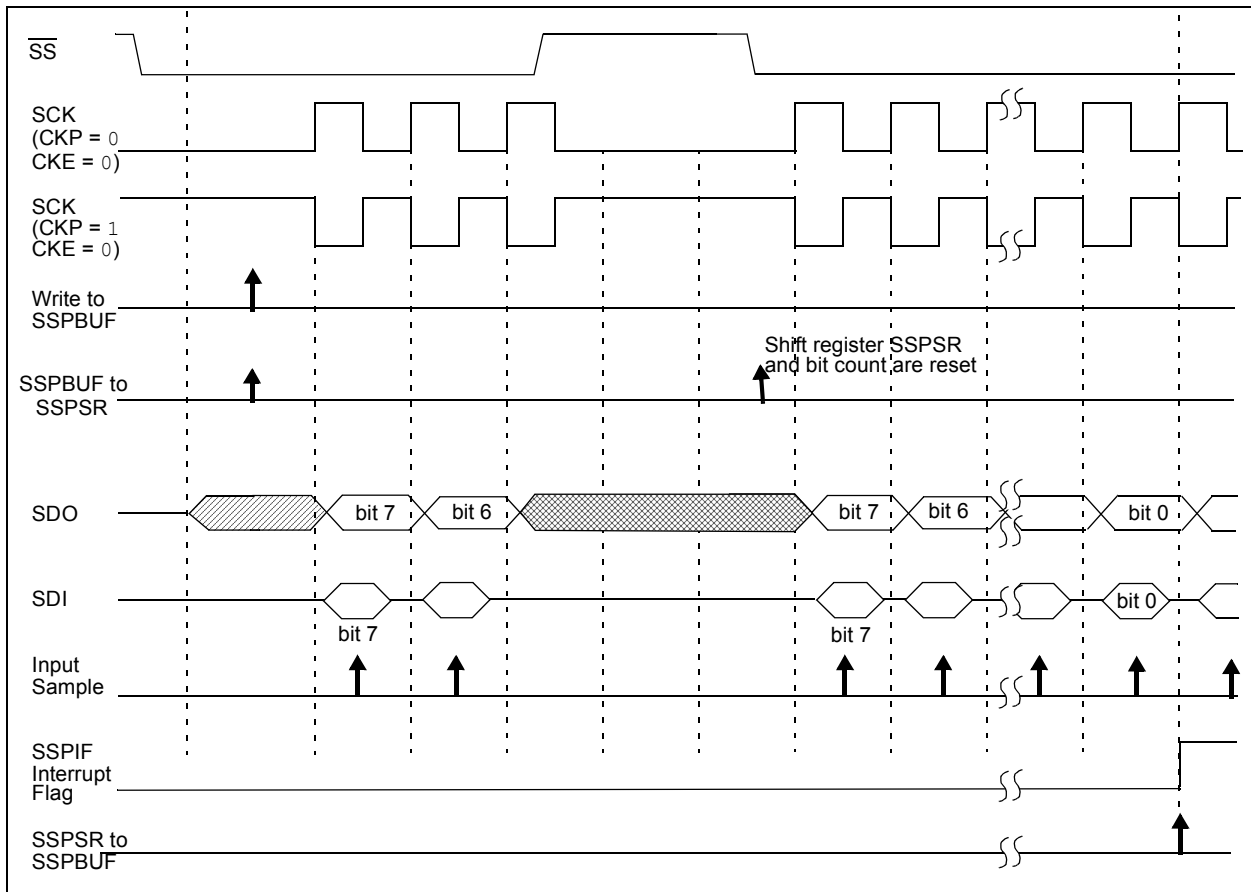 SS
SCK
(CKP = 0
CKE = 0)
SCK
(CKP = 1
CKE = 0)
Write to
SSPBUF
Shift register SSPSR
and bit count are reset
SSPBUF to
SSPSR
SDO
bit 7
bit 6
bit 7
bit 6
bit 0
SDI
bit 0
bit 7
bit 7
Input
Sample
SSPIF
Interrupt
Flag
SSPSR to
SSPBUF